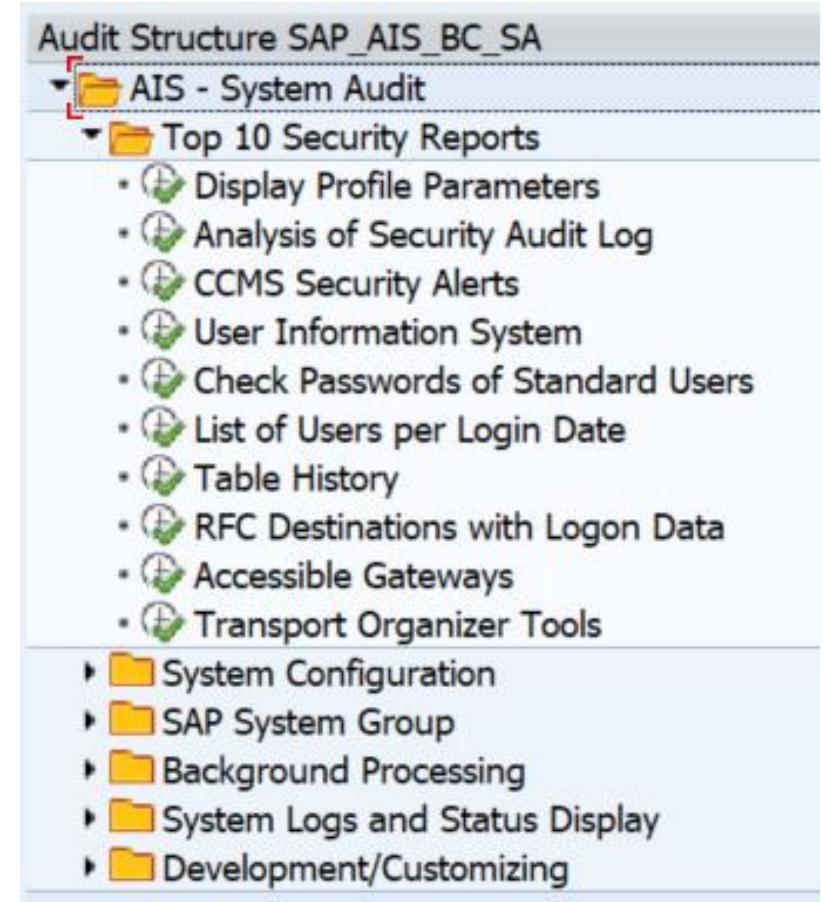 Audit Structure SAP_AIS_BC_SA
AIS - System Audit
Top 10 Security Reports
Display Profile Parameters
Analysis of Security Audit Log
CCMS Security Alerts
User Information System
Check Passwords of Standard Users
List of Users per Login Date
Table History
RFC Destinations with Logon Data
Accessible Gateways
Transport Organizer Tools
System Configuration
SAP System Group
Background Processing
System Logs and Status Display
Development/Customizing